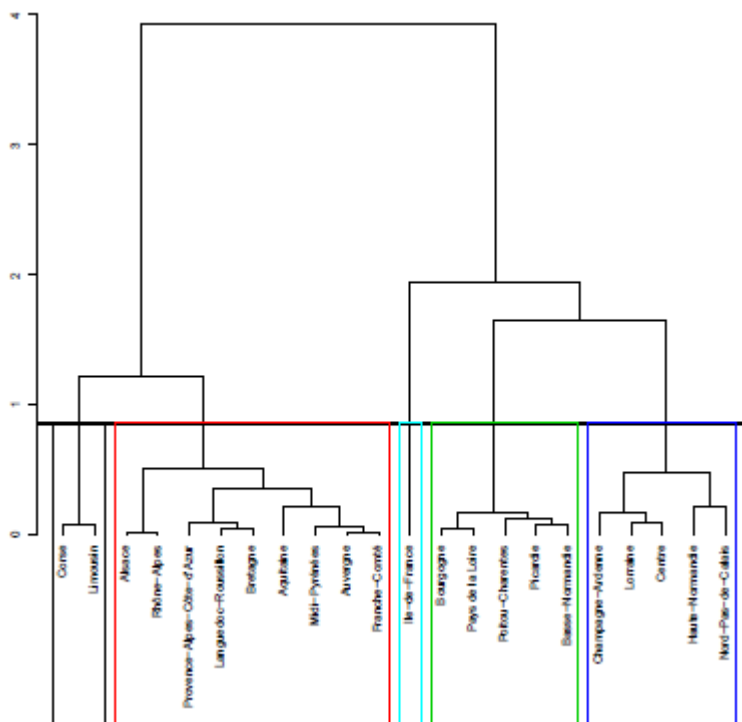 4
3
2
1
0
Corse
Limousin
Alsace
Rhône-Alpes
Provence-Alpes-Côte-d'Azur
Languedoc-Roussillon
Bretagne
Aquitaine
Midi-Pyrénées
Auvergne
Franche-Comté
Ile-de-France
Bourgogne
Pays de la Loire
Poitou-Charentes
Picardie
Basse-Normandie
Champagne-Ardenne
Lorraine
Centre
Haute-Normandie
Nord-Pas-de-Calais